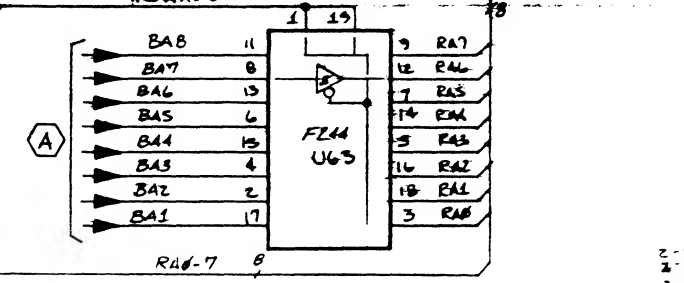 8
1 19
BA8 11 9 RA7
BA7 8 12 RA6
BA6 13 7 RA5
BA5 6 14 RA4
BA4 15 5 RA3
BA3 4 16 RA2
BA2 2 18 RA1
BA1 17 3 RAØ
A
F244
U63
RAØ-7 8